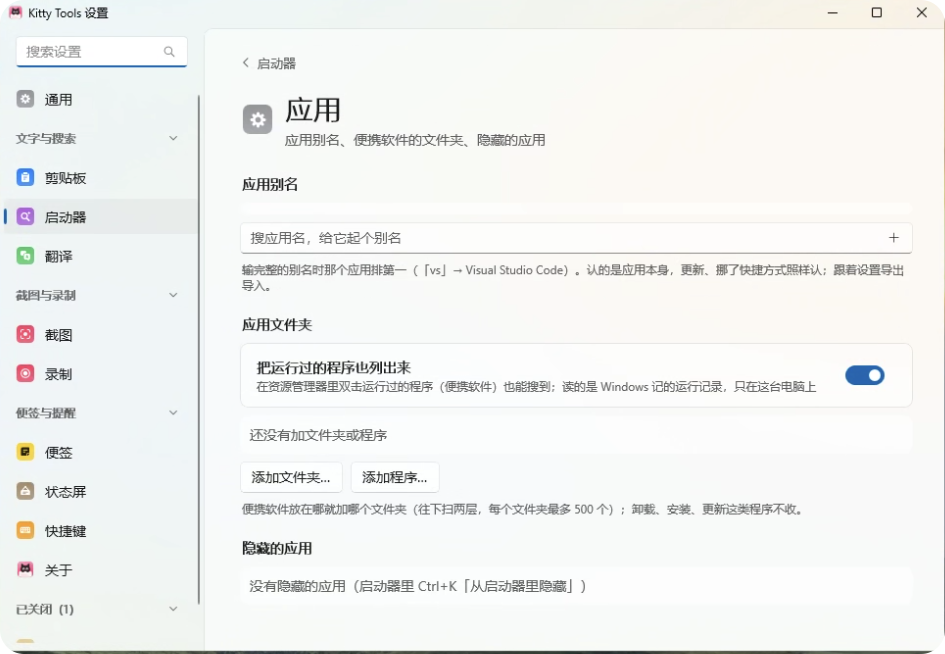 Kitty Tools 设置
搜索设置
通用
文字与搜索
剪贴板
启动器
翻译
截图与录制
截图
录制
便签与提醒
便签
状态屏
快捷键
关于
已关闭 (1)
启动器
应用
应用别名、便携软件的文件夹、隐藏的应用
应用别名
搜应用名，给它起个别名
输完整的别名时那个应用排第一（「vs」→ Visual Studio Code）。认的是应用本身，更新、挪了快捷方式照样认；跟着设置导出
导入。
应用文件夹
把运行过的程序也列出来
在资源管理器里双击运行过的程序（便携软件）也能搜到；读的是 Windows 记的运行记录，只在这台电脑上
还没有加文件夹或程序
添加文件夹... 添加程序...
便携软件放在哪就加哪个文件夹（往下扫两层，每个文件夹最多 500 个）；卸载、安装、更新这类程序不收。
隐藏的应用
没有隐藏的应用（启动器里 Ctrl+K「从启动器里隐藏」）